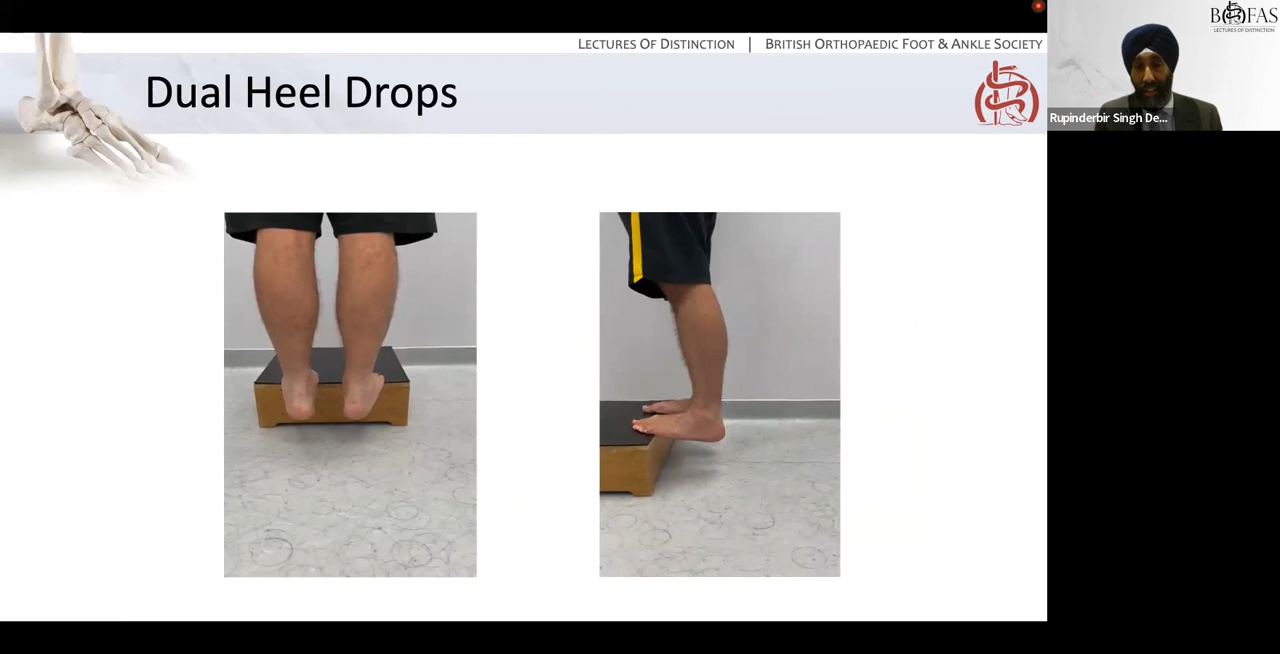 LECTURES OF DISTINCTION | BRITISH ORTHOPAEDIC FOOT & ANKLE SOCIETY
Dual Heel Drops
BOFAS
LECTURES OF DISTINCTION
Rupinderbir Singh De...